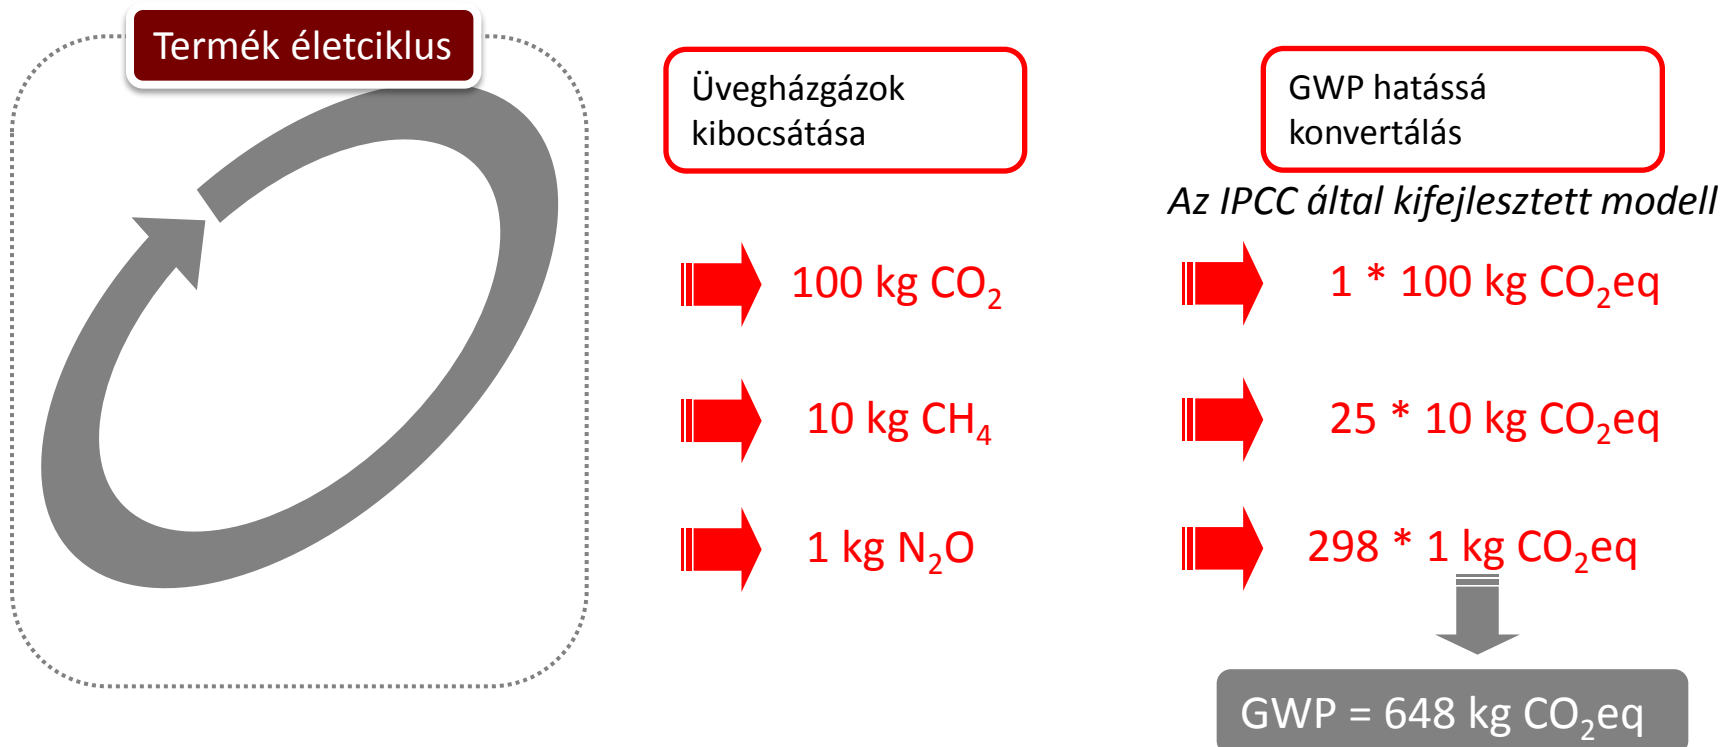 Termék életciklus
Üvegházgázok
kibocsátása
GWP hatássá
konvertálás
Az IPCC által kifejlesztett modell
100 kg CO₂
1 * 100 kg CO₂eq
10 kg CH₄
25 * 10 kg CO₂eq
1 kg N₂O
298 * 1 kg CO₂eq
GWP = 648 kg CO₂eq